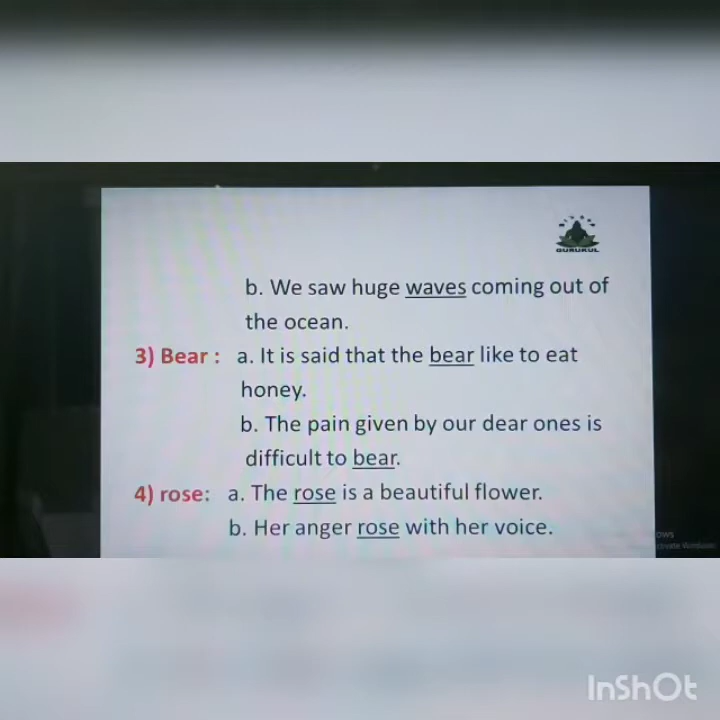 GURUKUL
b. We saw huge waves coming out of
the ocean.
3) Bear : a. It is said that the bear like to eat
honey.
b. The pain given by our dear ones is
difficult to bear.
4) rose: a. The rose is a beautiful flower.
b. Her anger rose with her voice.
InShOt